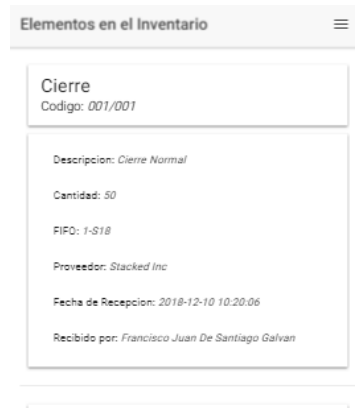 Elementos en el Inventario
Cierre
Codigo: 001/001
Descripcion: Cierre Normal
Cantidad: 50
FIFO: 1-S18
Proveedor: Stacked Inc
Fecha de Recepcion: 2018-12-10 10:20:06
Recibido por: Francisco Juan De Santiago Galvan